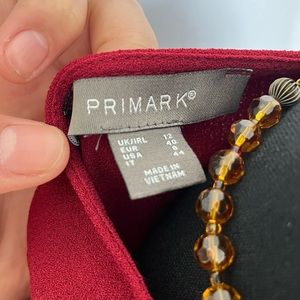 PRIMARK®
UK/IRL 12
EUR 40
USA 8
IT 44
MADE IN
VIETNAM